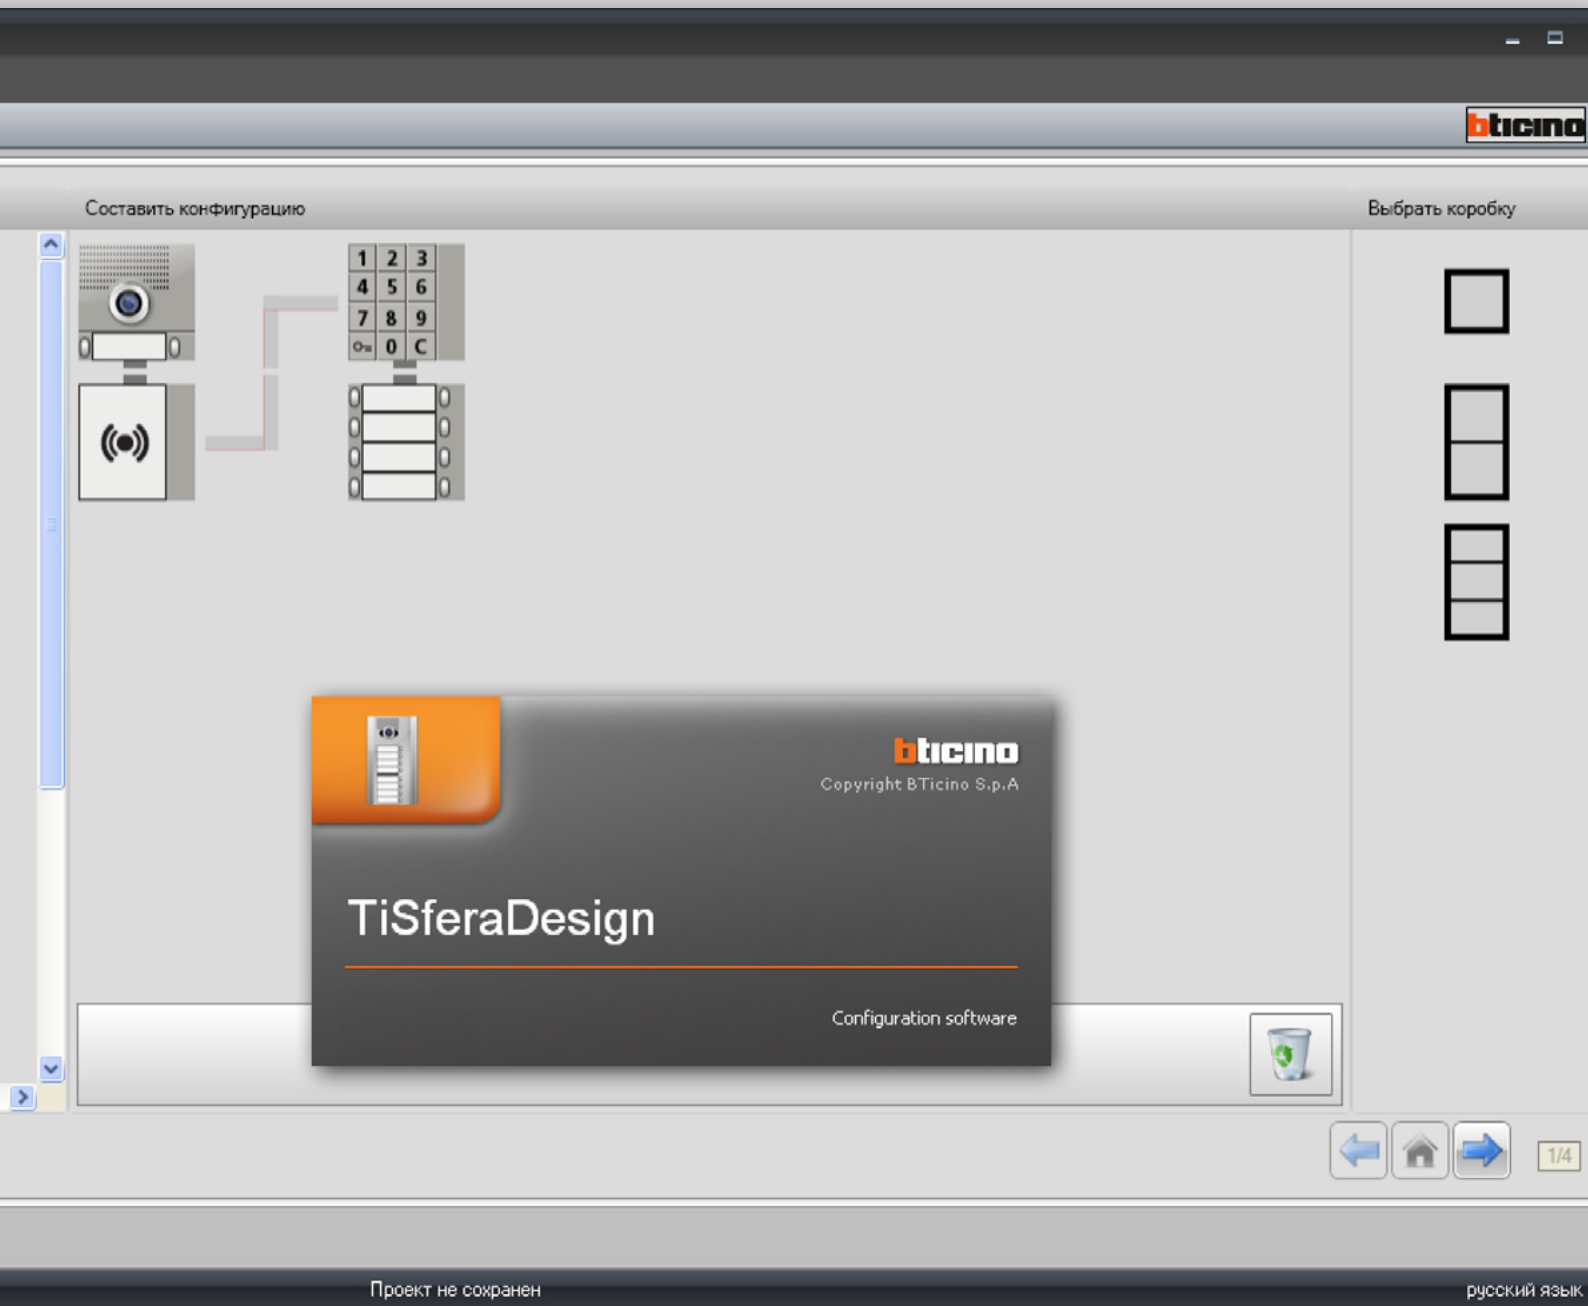 bticino
Составить конфигурацию
Выбрать коробку
1 2 3
4 5 6
7 8 9
0 C
bticino
Copyright BTicino S.p.A
TiSferaDesign
Configuration software
1/4
Проект не сохранен
русский язык